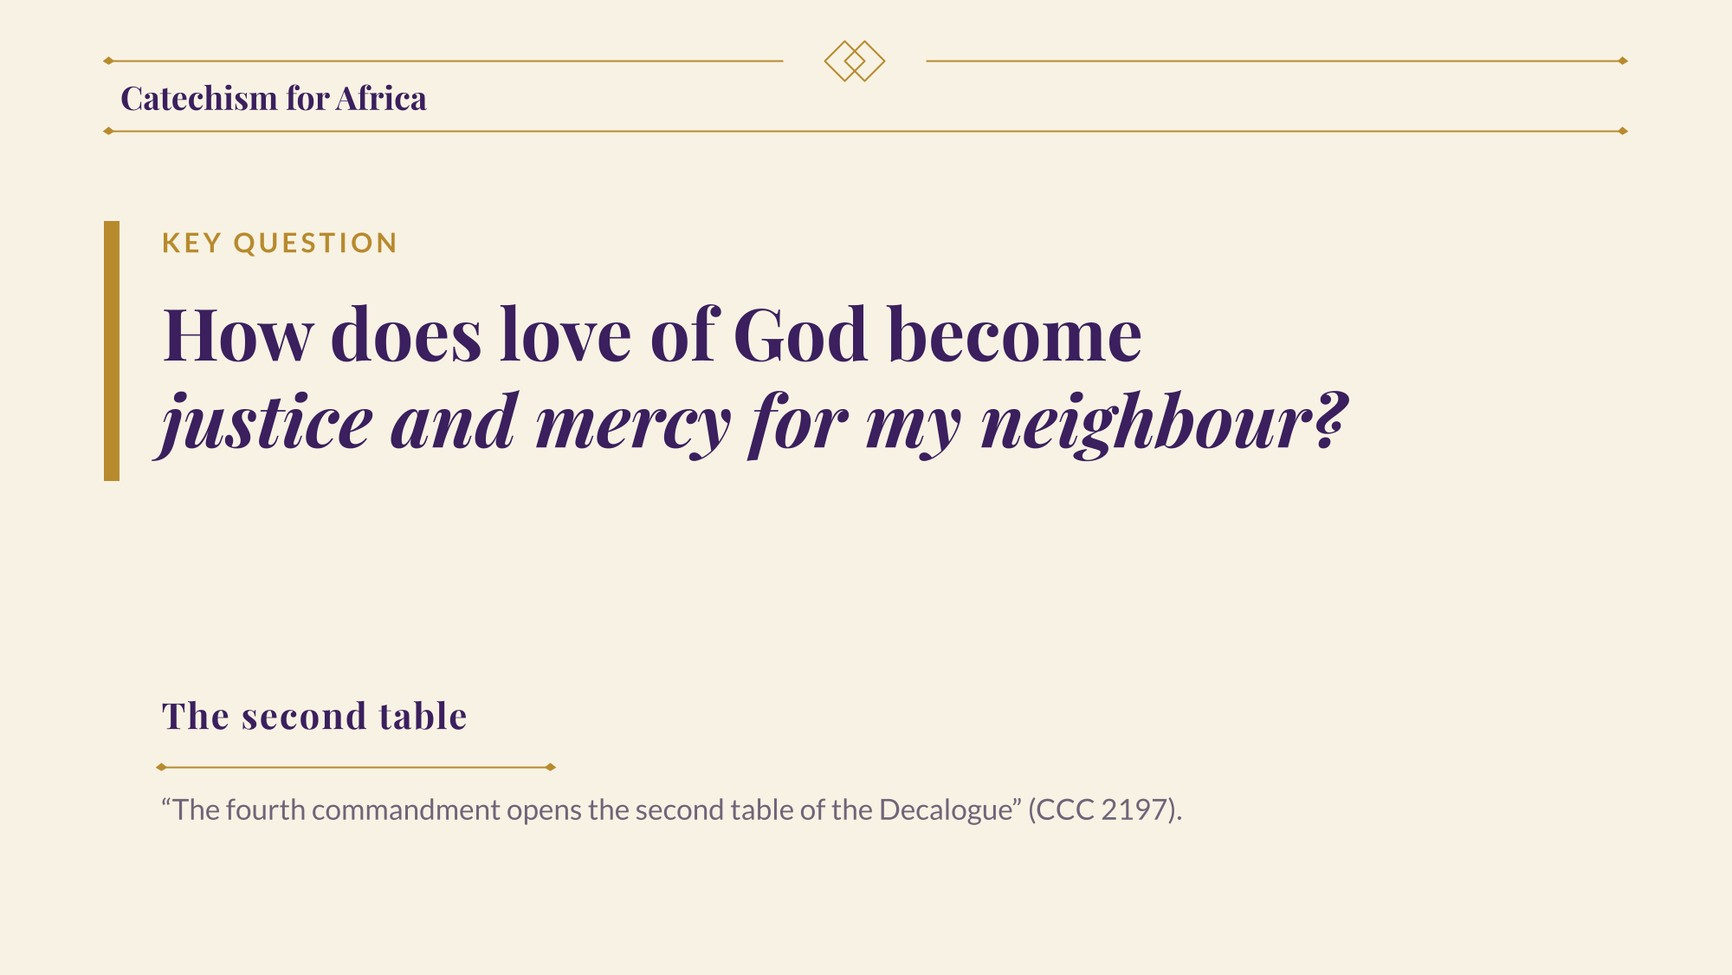 Catechism for Africa
KEY QUESTION
How does love of God become
justice and mercy for my neighbour?
The second table
“The fourth commandment opens the second table of the Decalogue” (CCC 2197).